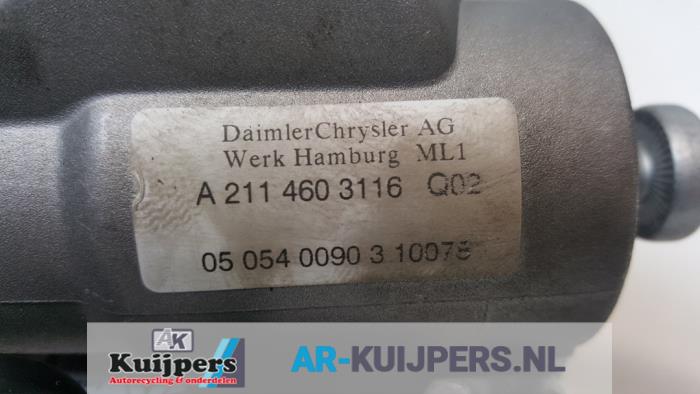 DaimlerChrysler AG
Werk Hamburg ML1
A 211 460 3116 Q02
05 054 0090 3 10078
AK
Kuijpers
Autorecycling & onderdelen
AR-KUIJPERS.NL